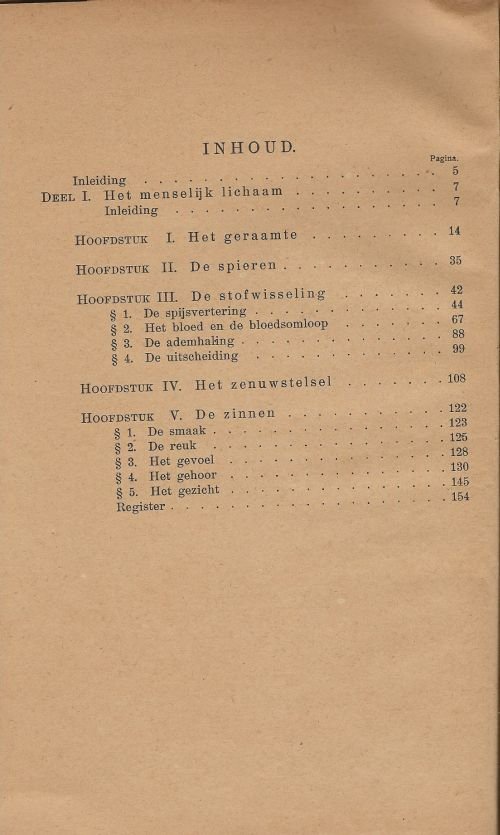 INHOUD.
Pagina.
Inleiding . . . . . . . . . . . . . . . . . . 5
DEEL I. Het menselijk lichaam . . . . . . . . . 7
Inleiding . . . . . . . . . . . . . . . . 7
HOOFDSTUK I. Het geraamte . . . . . . . . 14
HOOFDSTUK II. De spieren . . . . . . . . . 35
HOOFDSTUK III. De stofwisseling . . . . . . 42
§ 1. De spijsvertering . . . . . . . . . . . 44
§ 2. Het bloed en de bloedsomloop . . . . . . 67
§ 3. De ademhaling . . . . . . . . . . . . 88
§ 4. De uitscheiding . . . . . . . . . . . 99
HOOFDSTUK IV. Het zenuwstelsel . . . . . . . 108
HOOFDSTUK V. De zinnen . . . . . . . . . 122
§ 1. De smaak . . . . . . . . . . . . . 123
§ 2. De reuk . . . . . . . . . . . . . 125
§ 3. Het gevoel . . . . . . . . . . . . 128
§ 4. Het gehoor . . . . . . . . . . . . 130
§ 5. Het gezicht . . . . . . . . . . . . 145
Register . . . . . . . . . . . . . . . 154